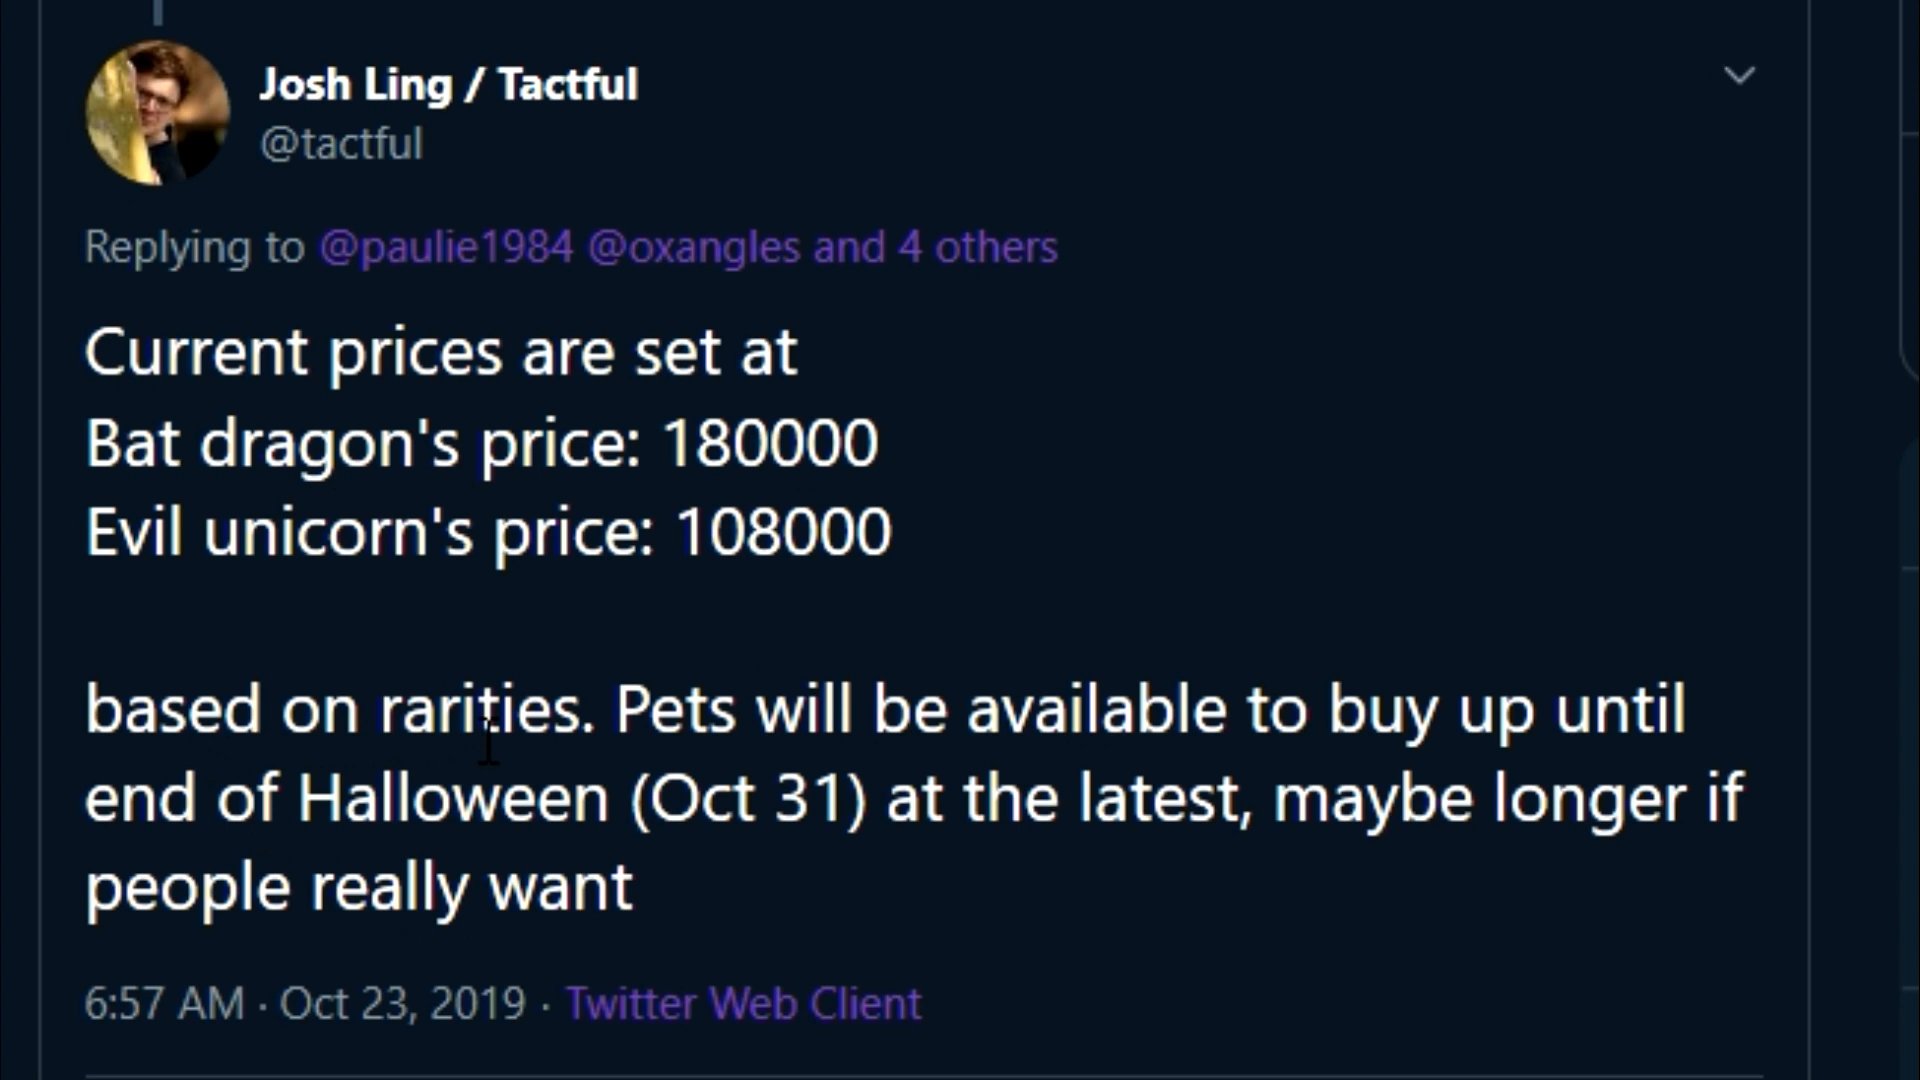 Josh Ling / Tactful
@tactful
Replying to @paulie1984 @oxangles and 4 others
Current prices are set at
Bat dragon's price: 180000
Evil unicorn's price: 108000
based on rarities. Pets will be available to buy up until
end of Halloween (Oct 31) at the latest, maybe longer if
people really want
6:57 AM · Oct 23, 2019 · Twitter Web Client